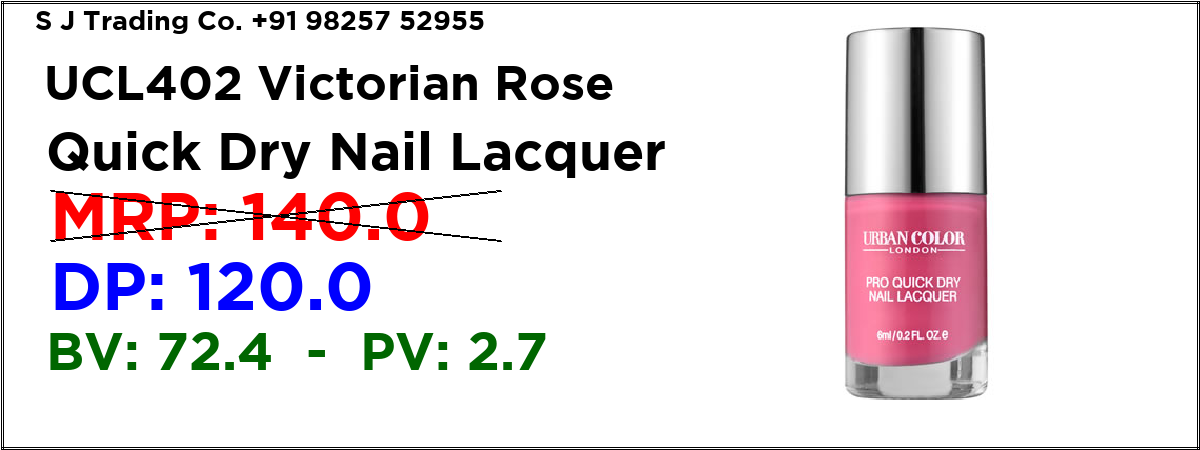 S J Trading Co. +91 98257 52955
UCL402 Victorian Rose
Quick Dry Nail Lacquer
MRP: 140.0
DP: 120.0
BV: 72.4 - PV: 2.7
URBAN COLOR
LONDON
PRO QUICK DRY
NAIL LACQUER
6ml/0.2 FL. OZ. e